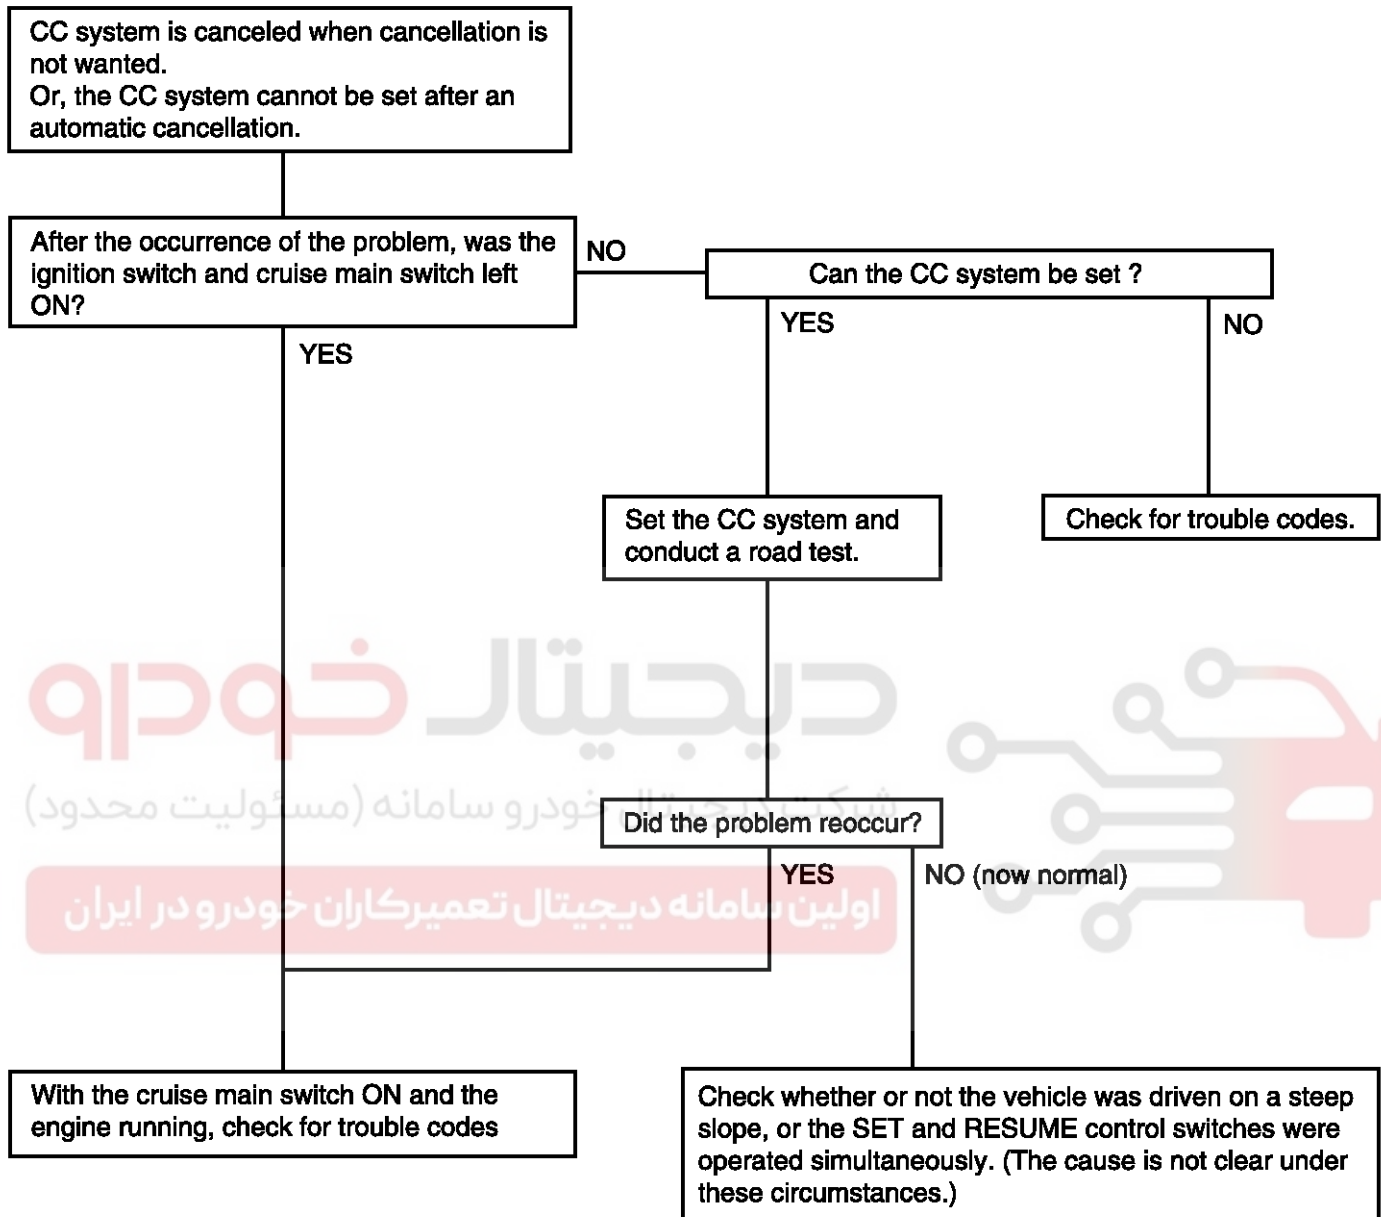 CC system is canceled when cancellation is
not wanted.
Or, the CC system cannot be set after an
automatic cancellation.
After the occurrence of the problem, was the
ignition switch and cruise main switch left
ON?
NO
Can the CC system be set ?
YES
YES
NO
Set the CC system and
conduct a road test.
Check for trouble codes.
دیجیتال خودرو
شرکت دیجیتال خودرو سامانه (مسئولیت محدود)
Did the problem reoccur?
YES
NO (now normal)
اولین سامانه دیجیتال تعمیرکاران خودرو در ایران
With the cruise main switch ON and the
engine running, check for trouble codes
Check whether or not the vehicle was driven on a steep
slope, or the SET and RESUME control switches were
operated simultaneously. (The cause is not clear under
these circumstances.)